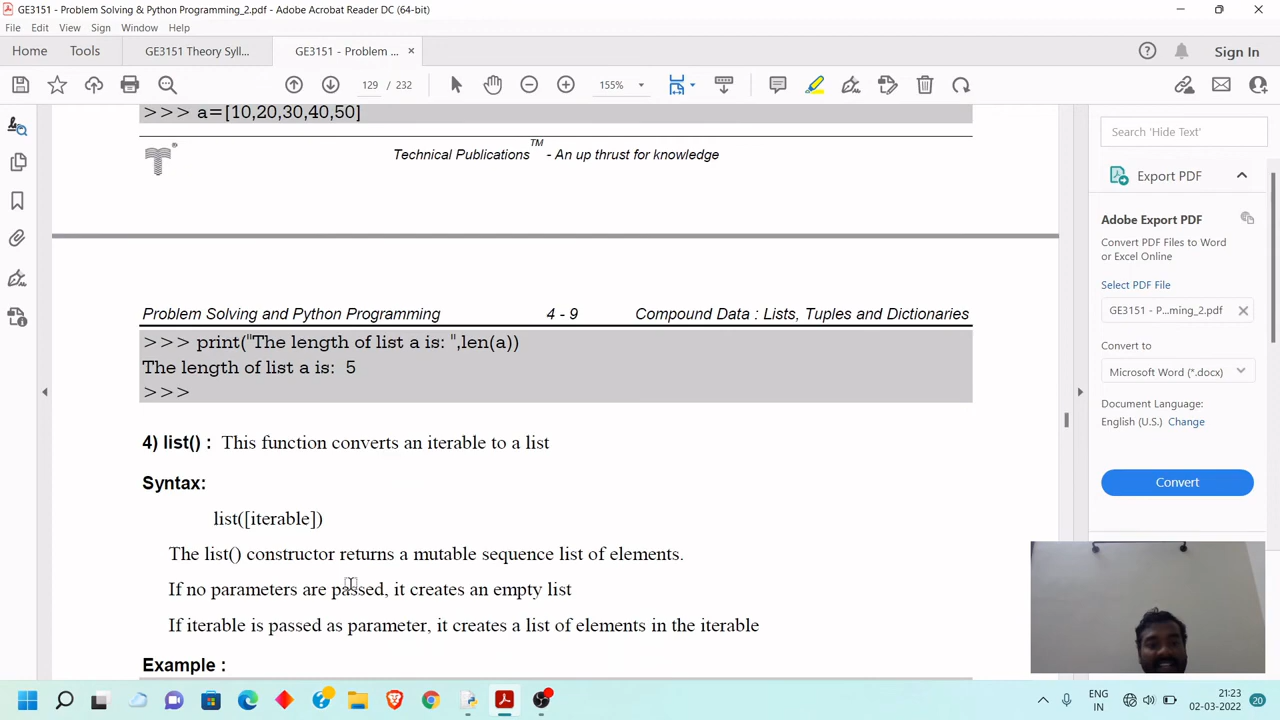 GE3151 - Problem Solving & Python Programming_2.pdf - Adobe Acrobat Reader DC (64-bit)
File Edit View Sign Window Help
Home Tools GE3151 Theory Syll... GE3151 - Problem ... Sign In
129 / 232 155%
>>> a=[10,20,30,40,50]
Technical Publications™ - An up thrust for knowledge
Problem Solving and Python Programming 4 - 9 Compound Data : Lists, Tuples and Dictionaries
>>> print("The length of list a is: ",len(a))
The length of list a is: 5
>>>
4) list() : This function converts an iterable to a list
Syntax:
list([iterable])
The list() constructor returns a mutable sequence list of elements.
If no parameters are passed, it creates an empty list
If iterable is passed as parameter, it creates a list of elements in the iterable
Example :
Search 'Hide Text'
Export PDF
Adobe Export PDF
Convert PDF Files to Word
or Excel Online
Select PDF File
GE3151 - P...ming_2.pdf
Convert to
Microsoft Word (*.docx)
Document Language:
English (U.S.) Change
Convert
ENG
IN
21:23
02-03-2022
20